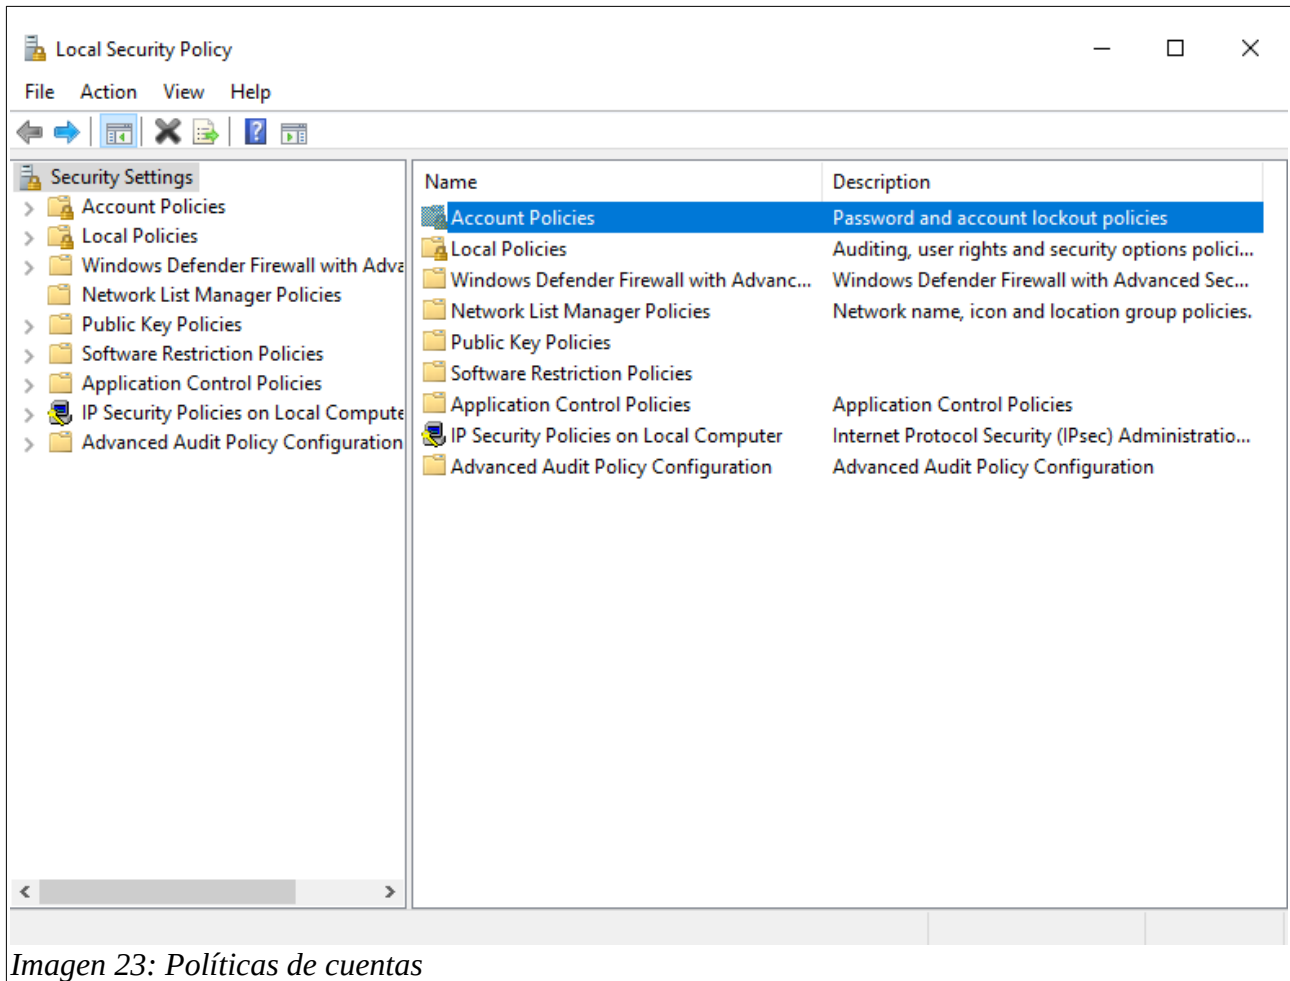 Local Security Policy
File Action View Help
Security Settings
Account Policies
Local Policies
Windows Defender Firewall with Adva
Network List Manager Policies
Public Key Policies
Software Restriction Policies
Application Control Policies
IP Security Policies on Local Compute
Advanced Audit Policy Configuration
Name Description
Account Policies Password and account lockout policies
Local Policies Auditing, user rights and security options polici...
Windows Defender Firewall with Advanc... Windows Defender Firewall with Advanced Sec...
Network List Manager Policies Network name, icon and location group policies.
Public Key Policies
Software Restriction Policies
Application Control Policies Application Control Policies
IP Security Policies on Local Computer Internet Protocol Security (IPsec) Administratio...
Advanced Audit Policy Configuration Advanced Audit Policy Configuration
Imagen 23: Políticas de cuentas